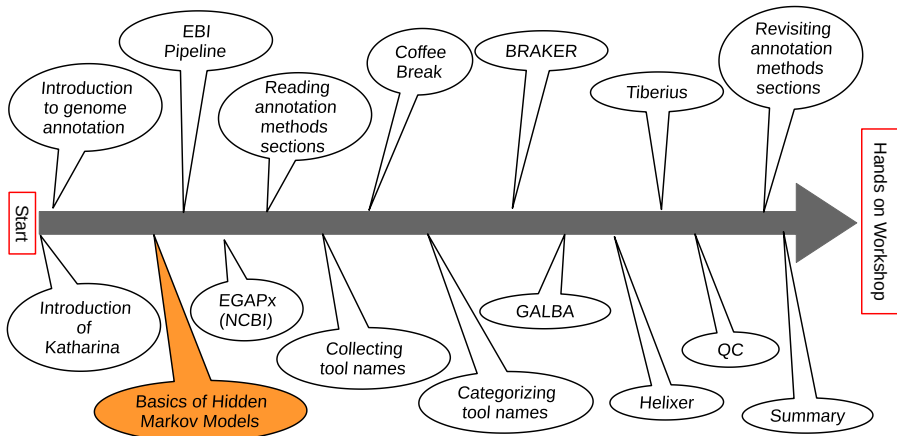 EBI
Pipeline
Coffee
Break
BRAKER
Revisiting
annotation
methods
sections
Introduction
to genome
annotation
Reading
annotation
methods
sections
Tiberius
Start
Hands on Workshop
Introduction
of
Katharina
EGAPx
(NCBI)
GALBA
Collecting
tool names
QC
Basics of Hidden
Markov Models
Categorizing
tool names
Helixer
Summary